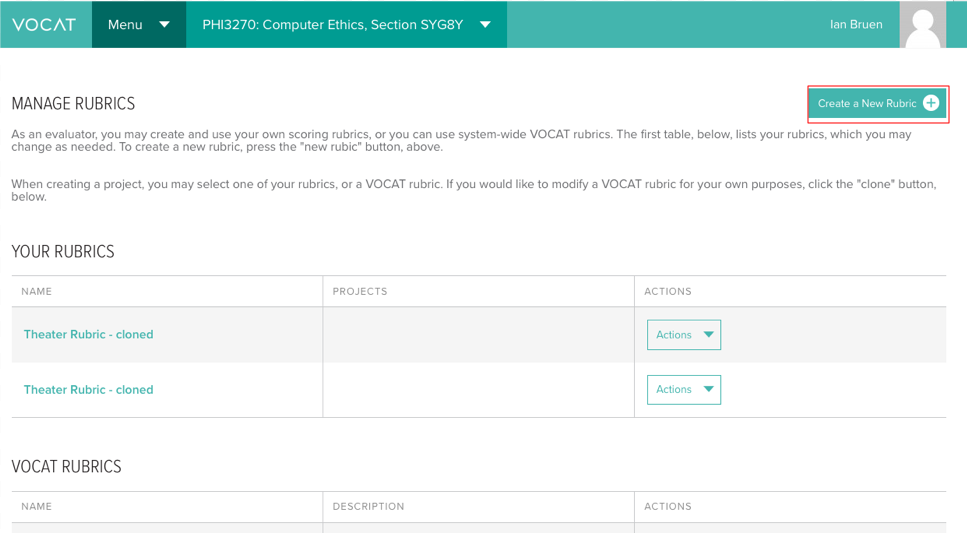 VOCAT Menu PHI3270: Computer Ethics, Section SYG8Y Ian Bruen
MANAGE RUBRICS
Create a New Rubric
As an evaluator, you may create and use your own scoring rubrics, or you can use system-wide VOCAT rubrics. The first table, below, lists your rubrics, which you may
change as needed. To create a new rubric, press the "new rubic" button, above.
When creating a project, you may select one of your rubrics, or a VOCAT rubric. If you would like to modify a VOCAT rubric for your own purposes, click the "clone" button,
below.
YOUR RUBRICS
NAME PROJECTS ACTIONS
Theater Rubric - cloned Actions
Theater Rubric - cloned Actions
VOCAT RUBRICS
NAME DESCRIPTION ACTIONS